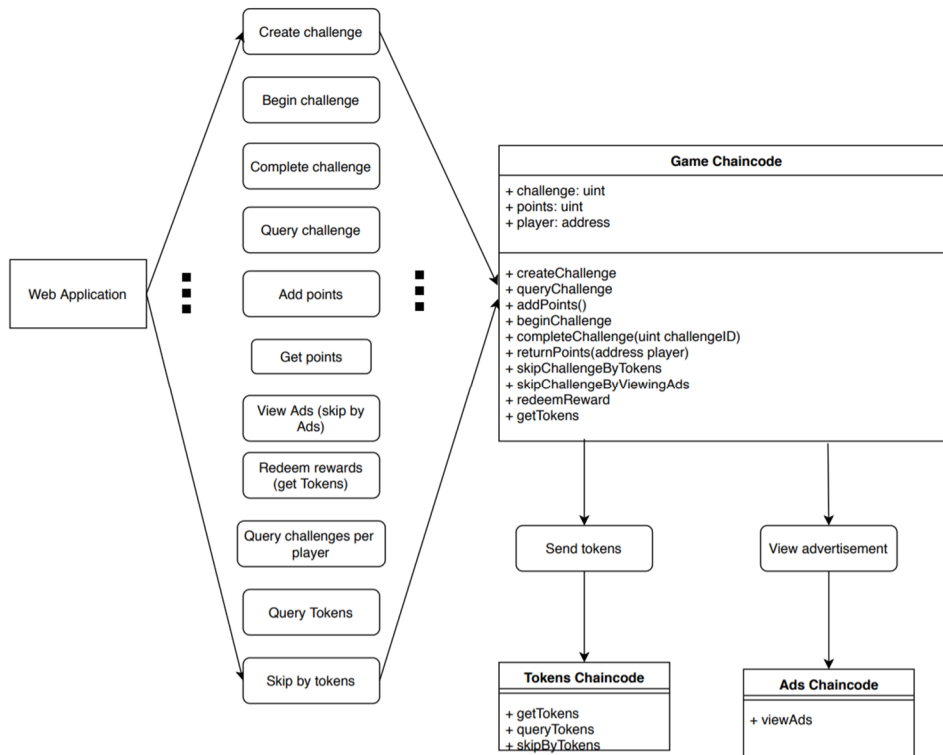 Create challenge
Begin challenge
Complete challenge
Query challenge
Web Application
Add points
Get points
View Ads (skip by
Ads)
Redeem rewards
(get Tokens)
Query challenges per
player
Query Tokens
Skip by tokens
Game Chaincode
+ challenge: uint
+ points: uint
+ player: address
+ createChallenge
+ queryChallenge
+ addPoints()
+ beginChallenge
+ completeChallenge(uint challengeID)
+ returnPoints(address player)
+ skipChallengeByTokens
+ skipChallengeByViewingAds
+ redeemReward
+ getTokens
Send tokens
View advertisement
Tokens Chaincode
+ getTokens
+ queryTokens
+ skipByTokens
Ads Chaincode
+ viewAds